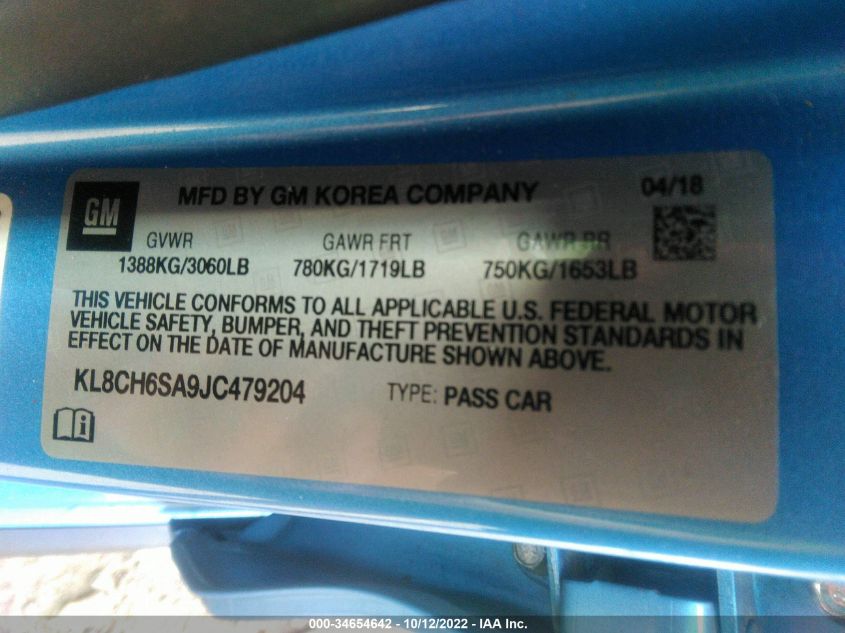 GM
MFD BY GM KOREA COMPANY
04/18
GVWR GAWR FRT GAWR RR
1388KG/3060LB 780KG/1719LB 750KG/1653LB
THIS VEHICLE CONFORMS TO ALL APPLICABLE U.S. FEDERAL MOTOR
VEHICLE SAFETY, BUMPER, AND THEFT PREVENTION STANDARDS IN
EFFECT ON THE DATE OF MANUFACTURE SHOWN ABOVE.
KL8CH6SA9JC479204 TYPE: PASS CAR
000-34654642 - 10/12/2022 - IAA Inc.